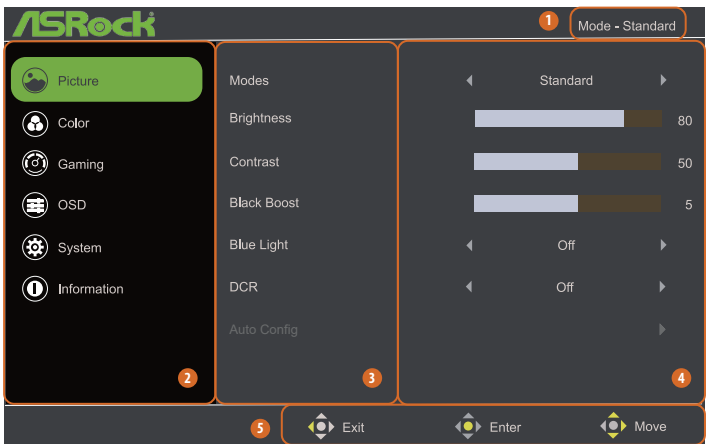 ASRock
1
Mode - Standard
Picture
Modes
Standard
Color
Brightness
80
Gaming
Contrast
50
OSD
Black Boost
5
System
Blue Light
Off
Information
DCR
Off
Auto Config
2
3
4
5
Exit
Enter
Move